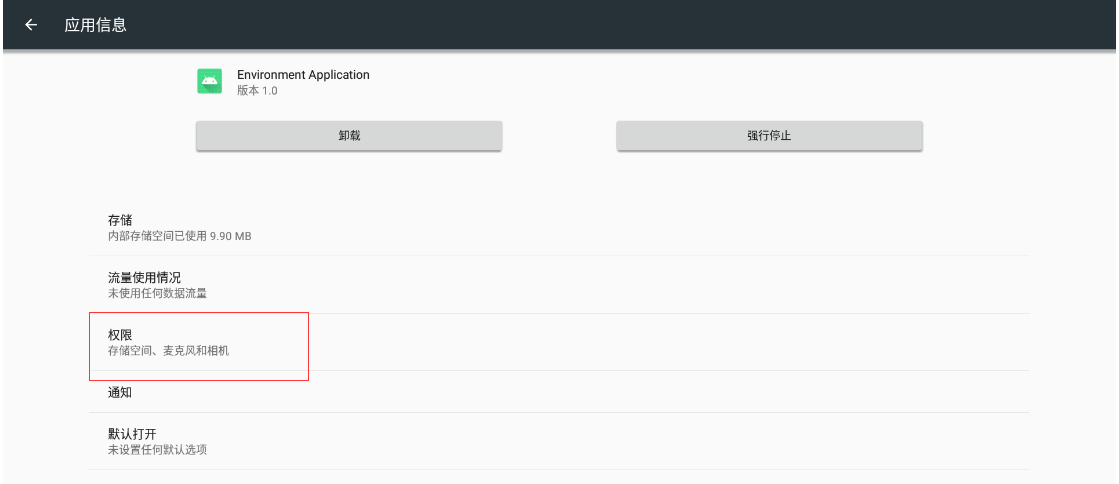 应用信息
Environment Application
版本 1.0
卸载
强行停止
存储
内部存储空间已使用 9.90 MB
流量使用情况
未使用任何数据流量
权限
存储空间、麦克风和相机
通知
默认打开
未设置任何默认选项